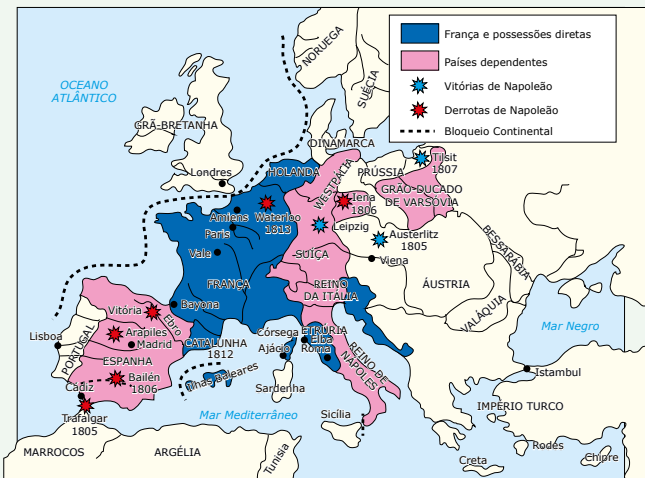 França e possessões diretas
Países dependentes
Vitórias de Napoleão
Derrotas de Napoleão
Bloqueio Continental
NORUEGA
SUÉCIA
OCEANO
ATLÂNTICO
GRÃ-BRETANHA
DINAMARCA
Londres
HOLANDA
WESTFÁLIA
PRÚSSIA
Tilsit
1807
GRÃO-DUCADO
DE VARSÓVIA
Iena
1806
Amiens
Waterloo
1813
Leipzig
Paris
Austerlitz
1805
Vale
Viena
SUÍÇA
BESSARÁBIA
FRANÇA
REINO
DA ITÁLIA
ÁUSTRIA
VALÁQUIA
Bayona
Vitória
Ebro
Mar Negro
Lisboa
PORTUGAL
Arapiles
Madrid
CATALUNHA
1812
Córsega
Ajácio
ETRÚRIA
Elba
Roma
REINO DE
NÁPOLES
ESPANHA
Bailén
1806
Ilhas Baleares
Sardenha
Istambul
Cádiz
Trafalgar
1805
Mar Mediterrâneo
Sicília
IMPÉRIO TURCO
MARROCOS
ARGÉLIA
Tunísia
Rodés
Creta
Chipre